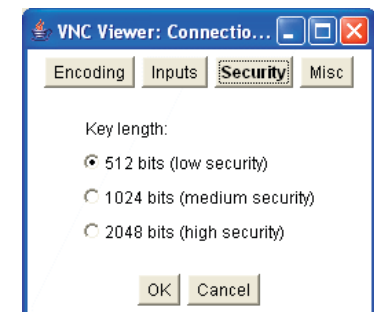 VNC Viewer: Connectio...
Encoding Inputs Security Misc
Key length:
512 bits (low security)
1024 bits (medium security)
2048 bits (high security)
OK Cancel